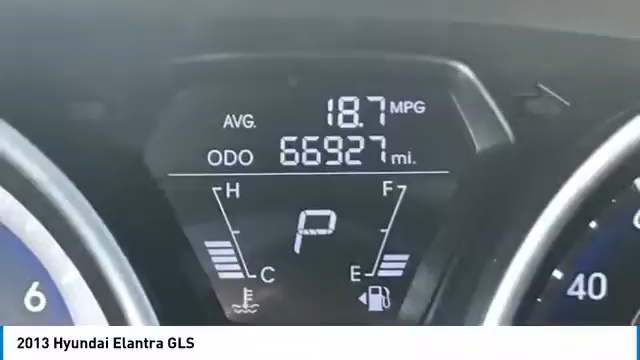 AVG. 18.7 MPG
ODO 66927 mi.
H F
P
C E
6 40
2013 Hyundai Elantra GLS